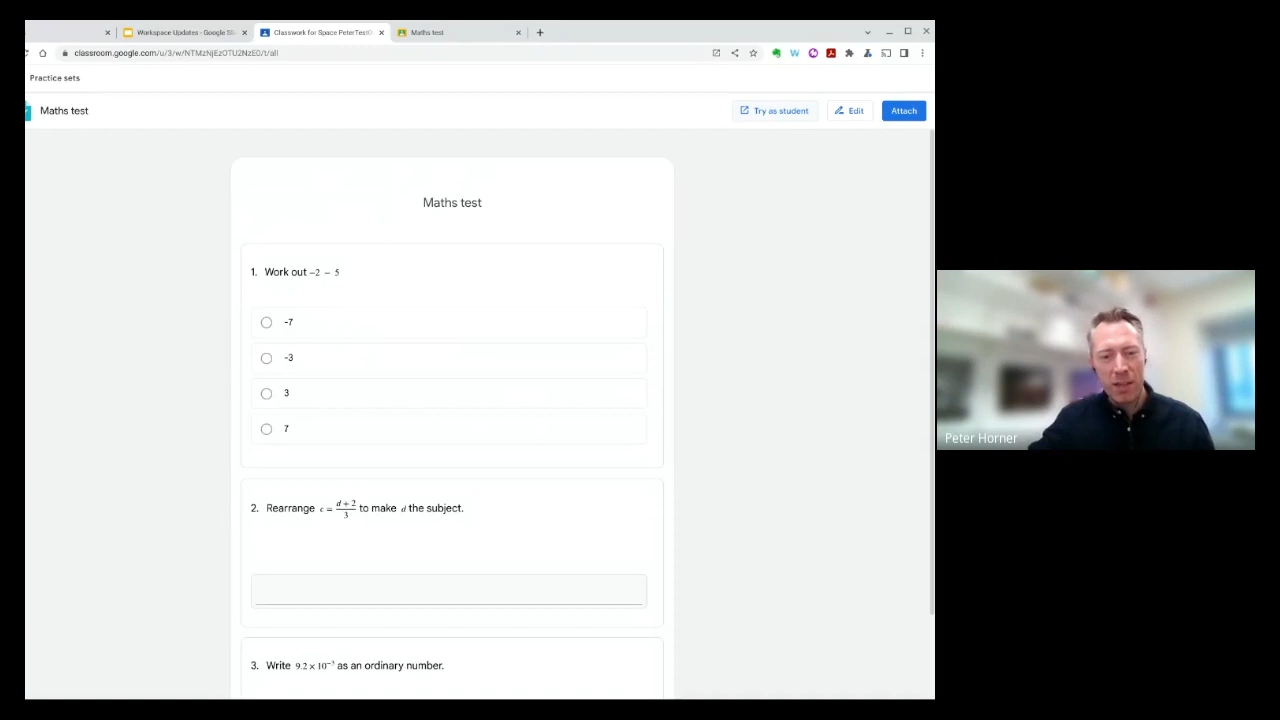 Workspace Updates - Google Sli
Classwork for Space PeterTestO
Maths test
classroom.google.com/u/3/w/NTMzNjEzOTU2NzE0/t/all
Practice sets
Maths test
Try as student
Edit
Attach
Maths test
1. Work out −2 − 5
-7
-3
3
7
2. Rearrange c = d + 2 / 3 to make d the subject.
3. Write 9.2 × 10⁻³ as an ordinary number.
Peter Horner